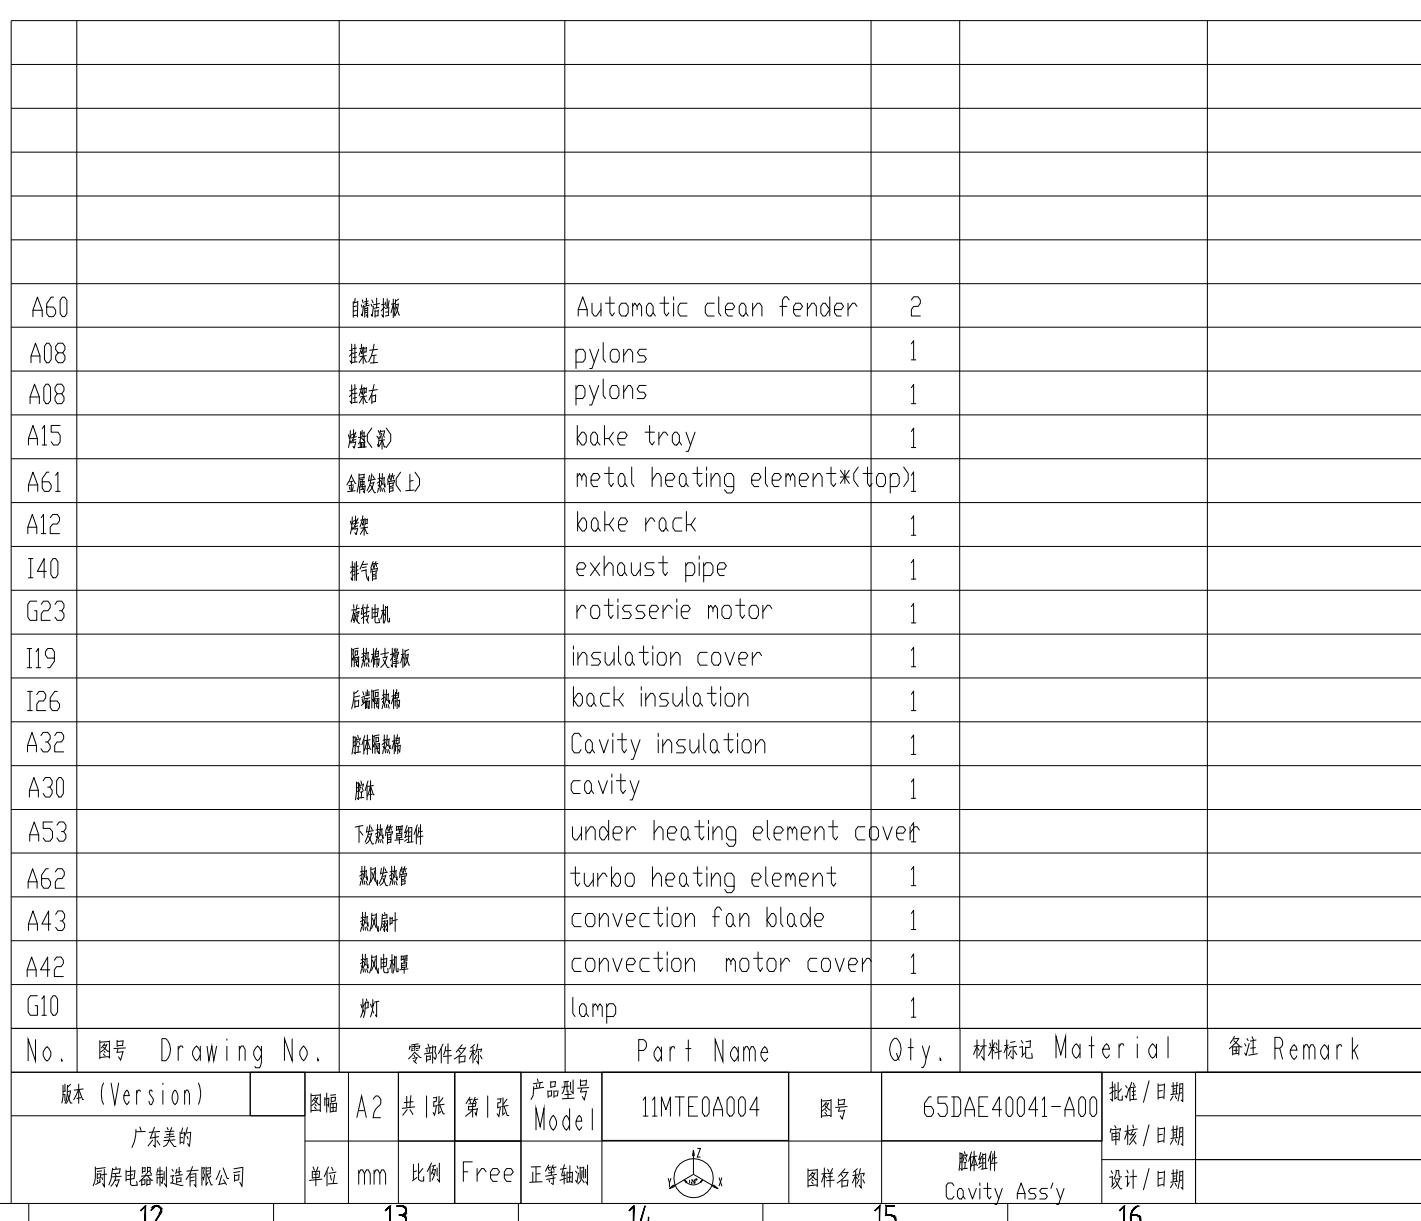 A60 自清洁挡板 Automatic clean fender 2
A08 挂架左 pylons 1
A08 挂架右 pylons 1
A15 烤盘(深) bake tray 1
A61 金属发热管(上) metal heating element*(top) 1
A12 烤架 bake rack 1
I40 排气管 exhaust pipe 1
G23 旋转电机 rotisserie motor 1
I19 隔热棉支撑板 insulation cover 1
I26 后端隔热棉 back insulation 1
A32 腔体隔热棉 Cavity insulation 1
A30 腔体 cavity 1
A53 下发热管罩组件 under heating element cover 1
A62 热风发热管 turbo heating element 1
A43 热风扇叶 convection fan blade 1
A42 热风电机罩 convection motor cover 1
G10 炉灯 lamp 1
No. 图号 Drawing No. 零部件名称 Part Name Qty. 材料标记 Material 备注 Remark
版本 (Version)
广东美的
厨房电器制造有限公司
图幅 A2 共 1张 第1张
产品型号
Model
11MTE0A004 图号 65DAE40041-A00
单位 mm 比例 Free 正等轴测
Z
Y X
图样名称
腔体组件
Cavity Ass'y
批准/日期
审核/日期
设计/日期
12 13 14 15 16